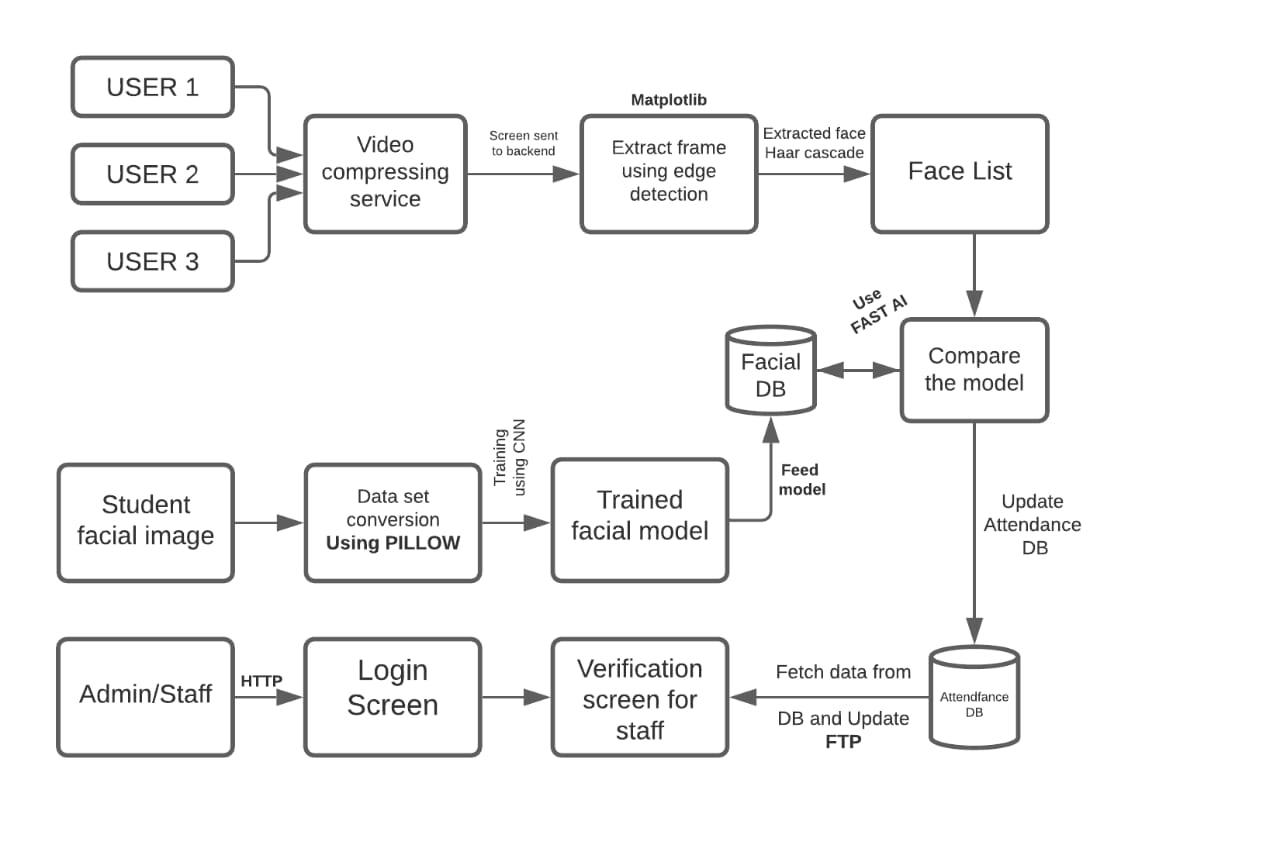 USER 1
USER 2
USER 3
Video
compressing
service
Screen sent
to backend
Matplotlib
Extract frame
using edge
detection
Extracted face
Haar cascade
Face List
Use
FAST AI
Compare
the model
Facial
DB
Feed
model
Student
facial image
Data set
conversion
Using PILLOW
Training
using CNN
Trained
facial model
Update
Attendance
DB
Admin/Staff
HTTP
Login
Screen
Verification
screen for
staff
Fetch data from
DB and Update
FTP
Attendfance
DB